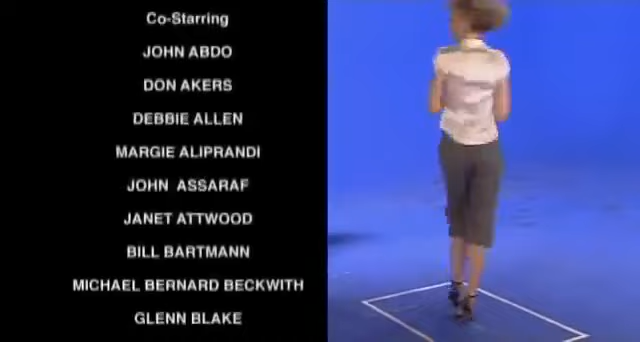 Co-Starring
JOHN ABDO
DON AKERS
DEBBIE ALLEN
MARGIE ALIPRANDI
JOHN ASSARAF
JANET ATTWOOD
BILL BARTMANN
MICHAEL BERNARD BECKWITH
GLENN BLAKE